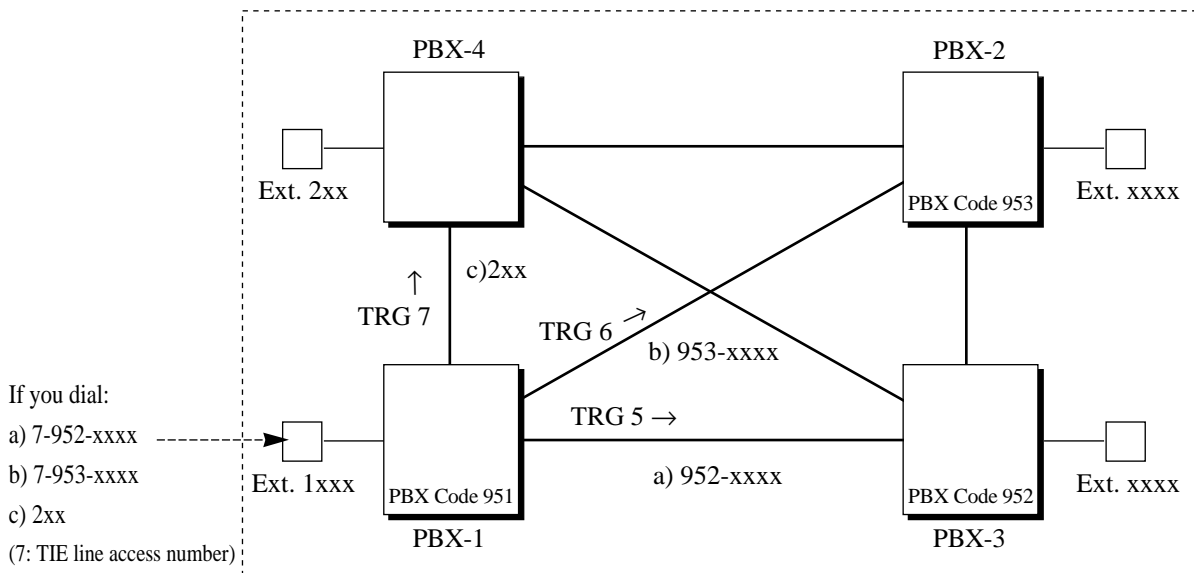 PBX-4
PBX-2
Ext. 2xx
PBX Code 953
Ext. xxxx
c)2xx
↑
TRG 7
TRG 6 →
b) 953-xxxx
If you dial:
a) 7-952-xxxx
b) 7-953-xxxx
c) 2xx
(7: TIE line access number)
Ext. 1xxx
PBX Code 951
PBX-1
TRG 5 →
a) 952-xxxx
PBX Code 952
PBX-3
Ext. xxxx